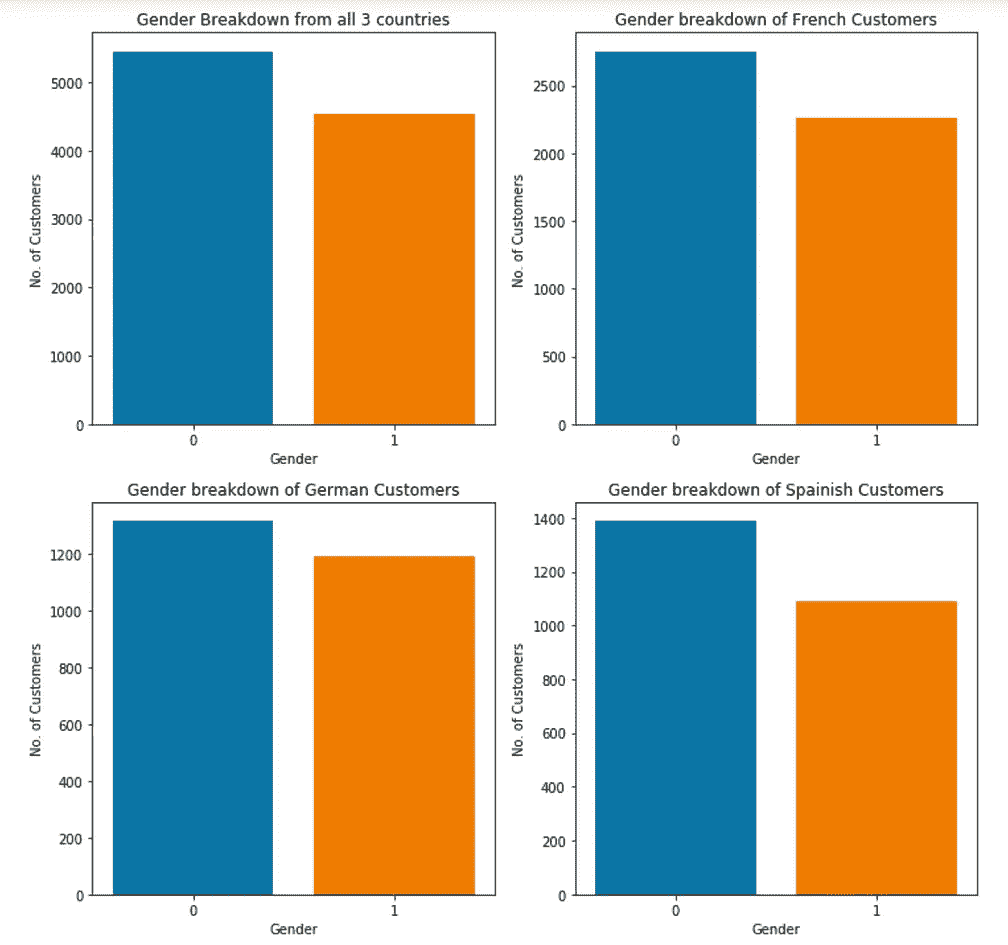 Gender Breakdown from all 3 countries
No. of Customers
5000
4000
3000
2000
1000
0
0 1
Gender
Gender breakdown of French Customers
No. of Customers
2500
2000
1500
1000
500
0
0 1
Gender
Gender breakdown of German Customers
No. of Customers
1200
1000
800
600
400
200
0
0 1
Gender
Gender breakdown of Spainish Customers
No. of Customers
1400
1200
1000
800
600
400
200
0
0 1
Gender